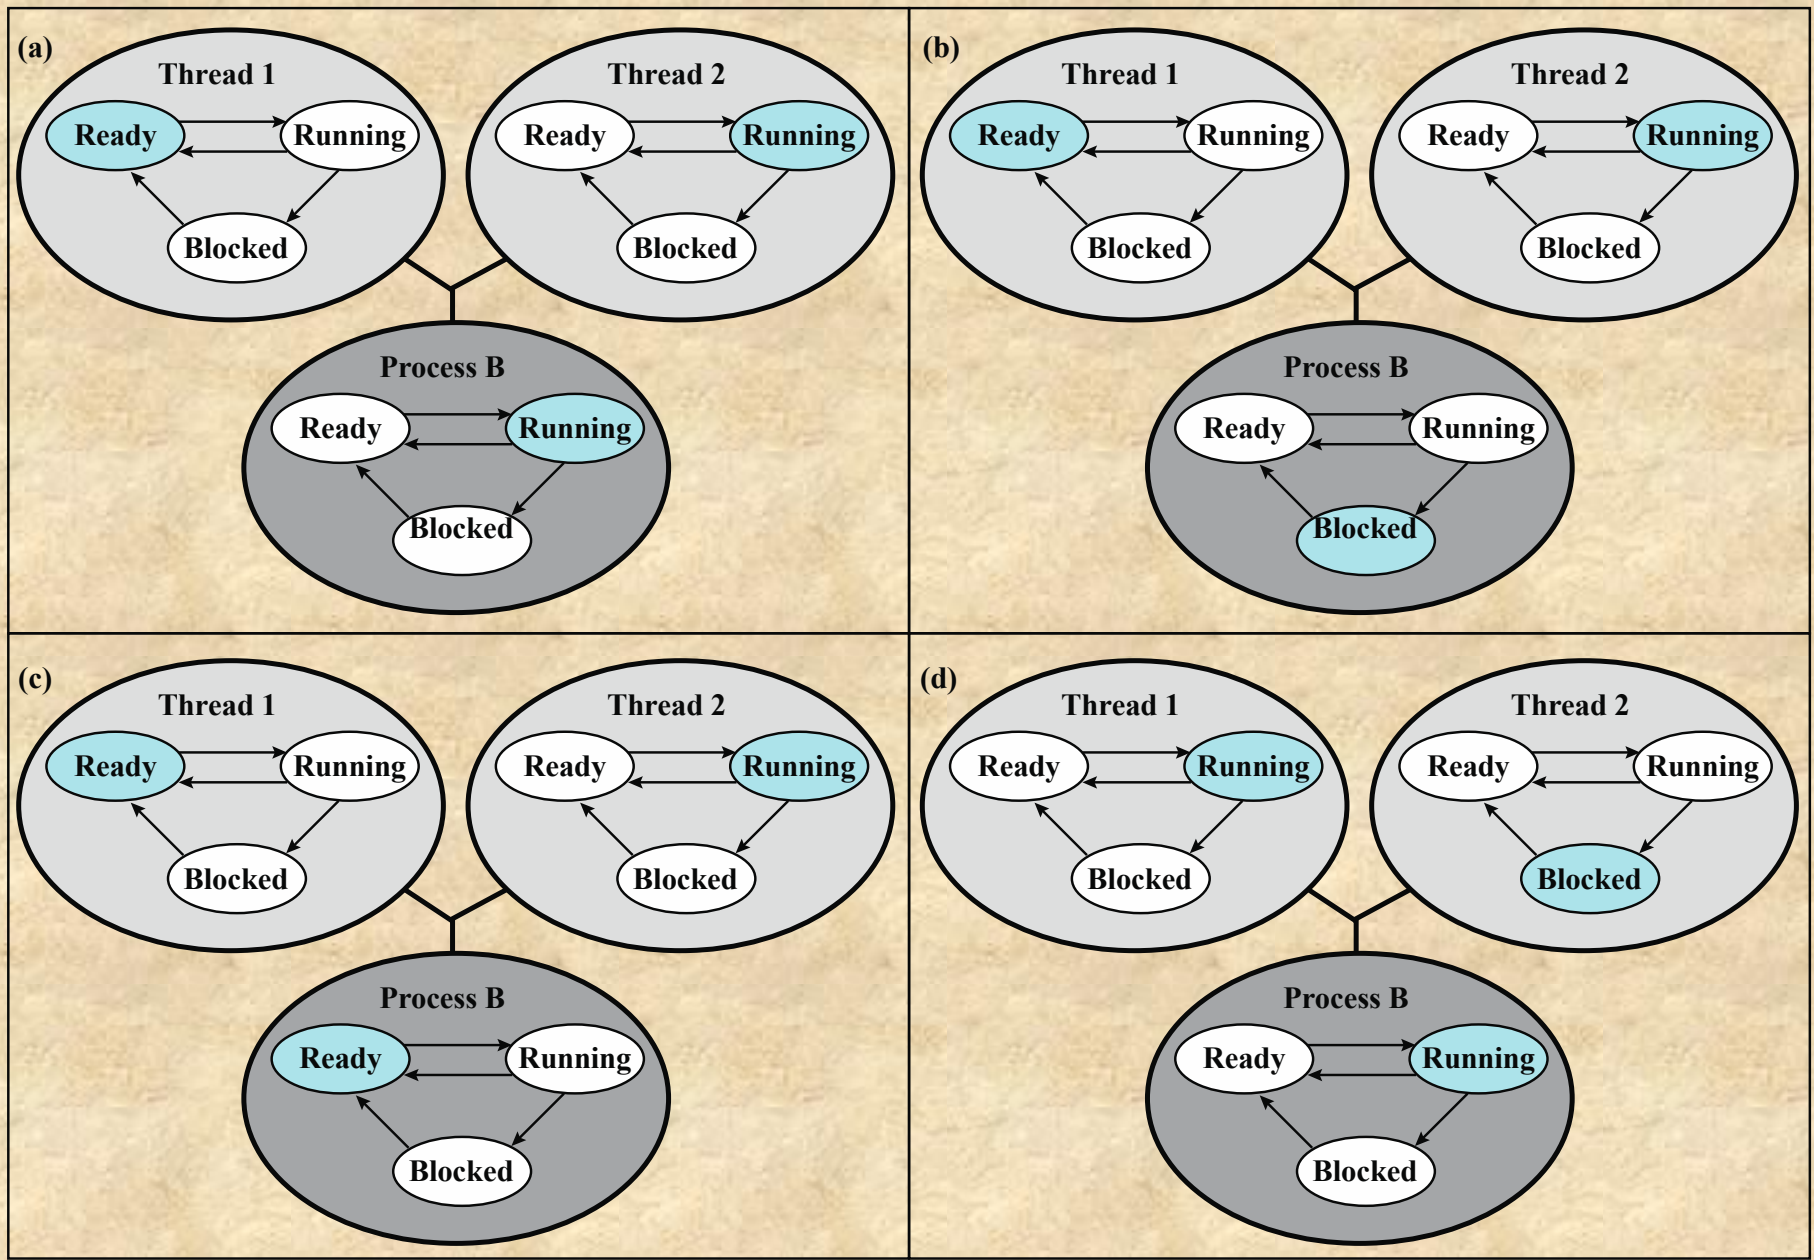 (a)
Thread 1
Ready Running
Blocked
Thread 2
Ready Running
Blocked
Process B
Ready Running
Blocked
(b)
Thread 1
Ready Running
Blocked
Thread 2
Ready Running
Blocked
Process B
Ready Running
Blocked
(c)
Thread 1
Ready Running
Blocked
Thread 2
Ready Running
Blocked
Process B
Ready Running
Blocked
(d)
Thread 1
Ready Running
Blocked
Thread 2
Ready Running
Blocked
Process B
Ready Running
Blocked